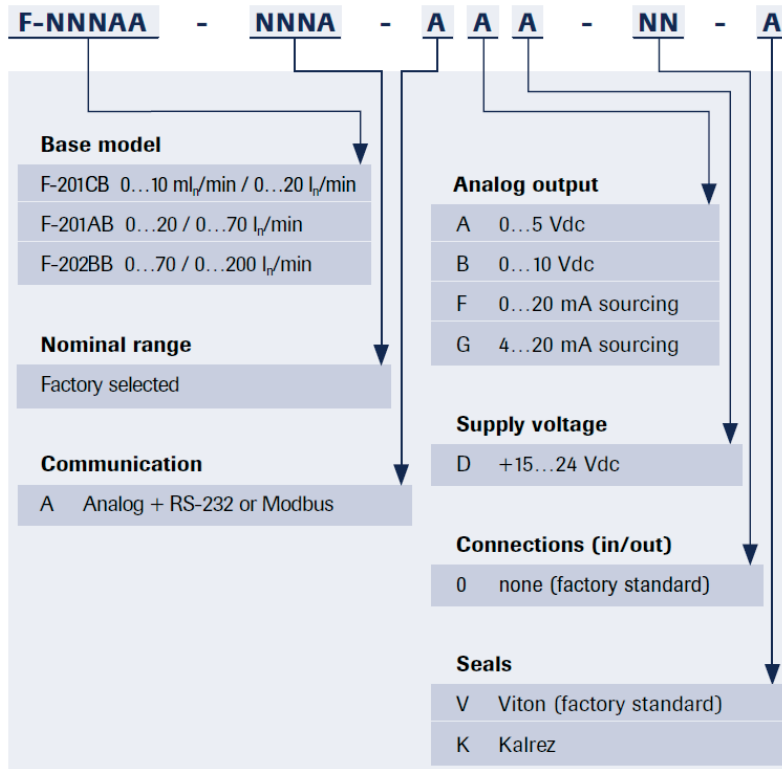 F-NNNAA - NNNA - A A A - NN - A
Base model
F-201CB 0...10 mlₙ/min / 0...20 lₙ/min
F-201AB 0...20 / 0...70 lₙ/min
F-202BB 0...70 / 0...200 lₙ/min
Nominal range
Factory selected
Communication
A Analog + RS-232 or Modbus
Analog output
A 0...5 Vdc
B 0...10 Vdc
F 0...20 mA sourcing
G 4...20 mA sourcing
Supply voltage
D +15...24 Vdc
Connections (in/out)
0 none (factory standard)
Seals
V Viton (factory standard)
K Kalrez